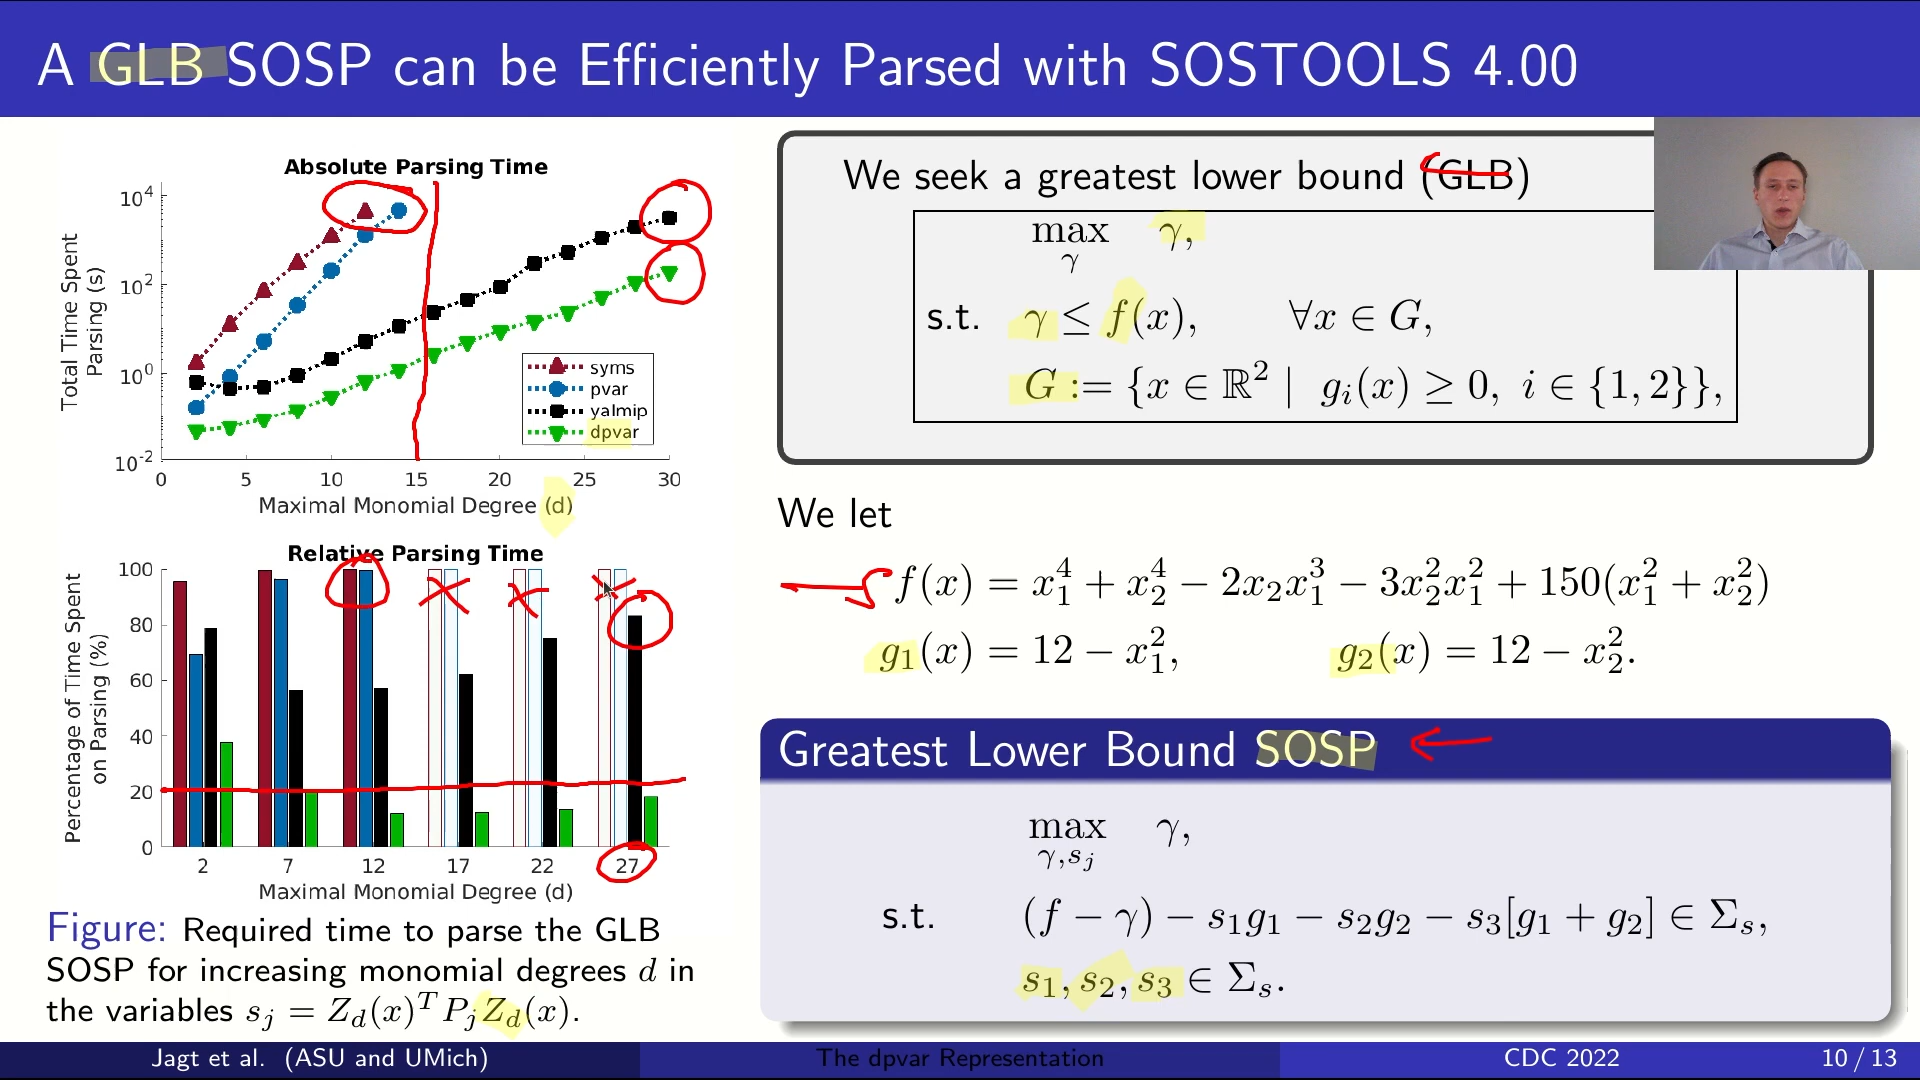 A GLB SOSP can be Efficiently Parsed with SOSTOOLS 4.00
Absolute Parsing Time
Total Time Spent
Parsing (s)
10^4
10^2
10^0
10^-2
0 5 10 15 20 25 30
Maximal Monomial Degree (d)
syms
pvar
yalmip
dpvar
Relative Parsing Time
Percentage of Time Spent
on Parsing (%)
100
80
60
40
20
0
2 7 12 17 22 27
Maximal Monomial Degree (d)
Figure: Required time to parse the GLB
SOSP for increasing monomial degrees d in
the variables s_j = Z_d(x)^T P_j Z_d(x).
We seek a greatest lower bound (GLB)
max γ,
γ
s.t. γ ≤ f(x), ∀x ∈ G,
G := {x ∈ ℝ² | g_i(x) ≥ 0, i ∈ {1, 2}},
We let
f(x) = x_1^4 + x_2^4 − 2x_2x_1^3 − 3x_2^2x_1^2 + 150(x_1^2 + x_2^2)
g_1(x) = 12 − x_1^2, g_2(x) = 12 − x_2^2.
Greatest Lower Bound SOSP
max γ,
γ,s_j
s.t. (f − γ) − s_1g_1 − s_2g_2 − s_3[g_1 + g_2] ∈ Σ_s,
s_1, s_2, s_3 ∈ Σ_s.
Jagt et al. (ASU and UMich) The dpvar Representation CDC 2022 10 / 13